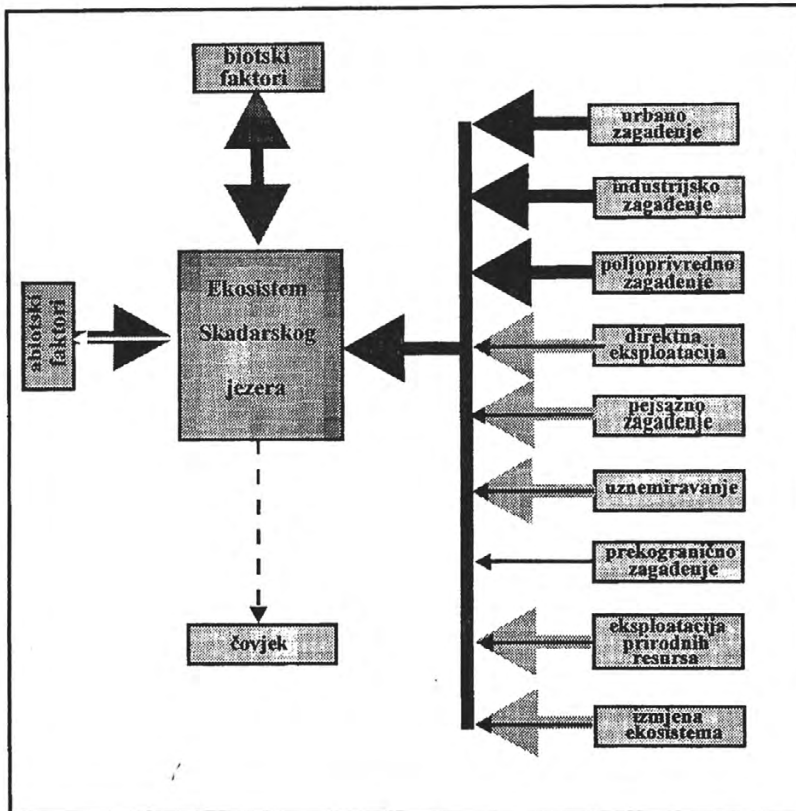 biotski
faktori
urbano
zagađenje
industrijsko
zagađenje
poljoprivredno
zagađenje
abiotski
faktori
Ekosistem
Skadarskog
jezera
direktna
eksploatacija
pejsažno
zagađenje
uznemiravanje
prekogranično
zagađenje
čovjek
eksploatacija
prirodnih
resursa
izmjena
ekosistema